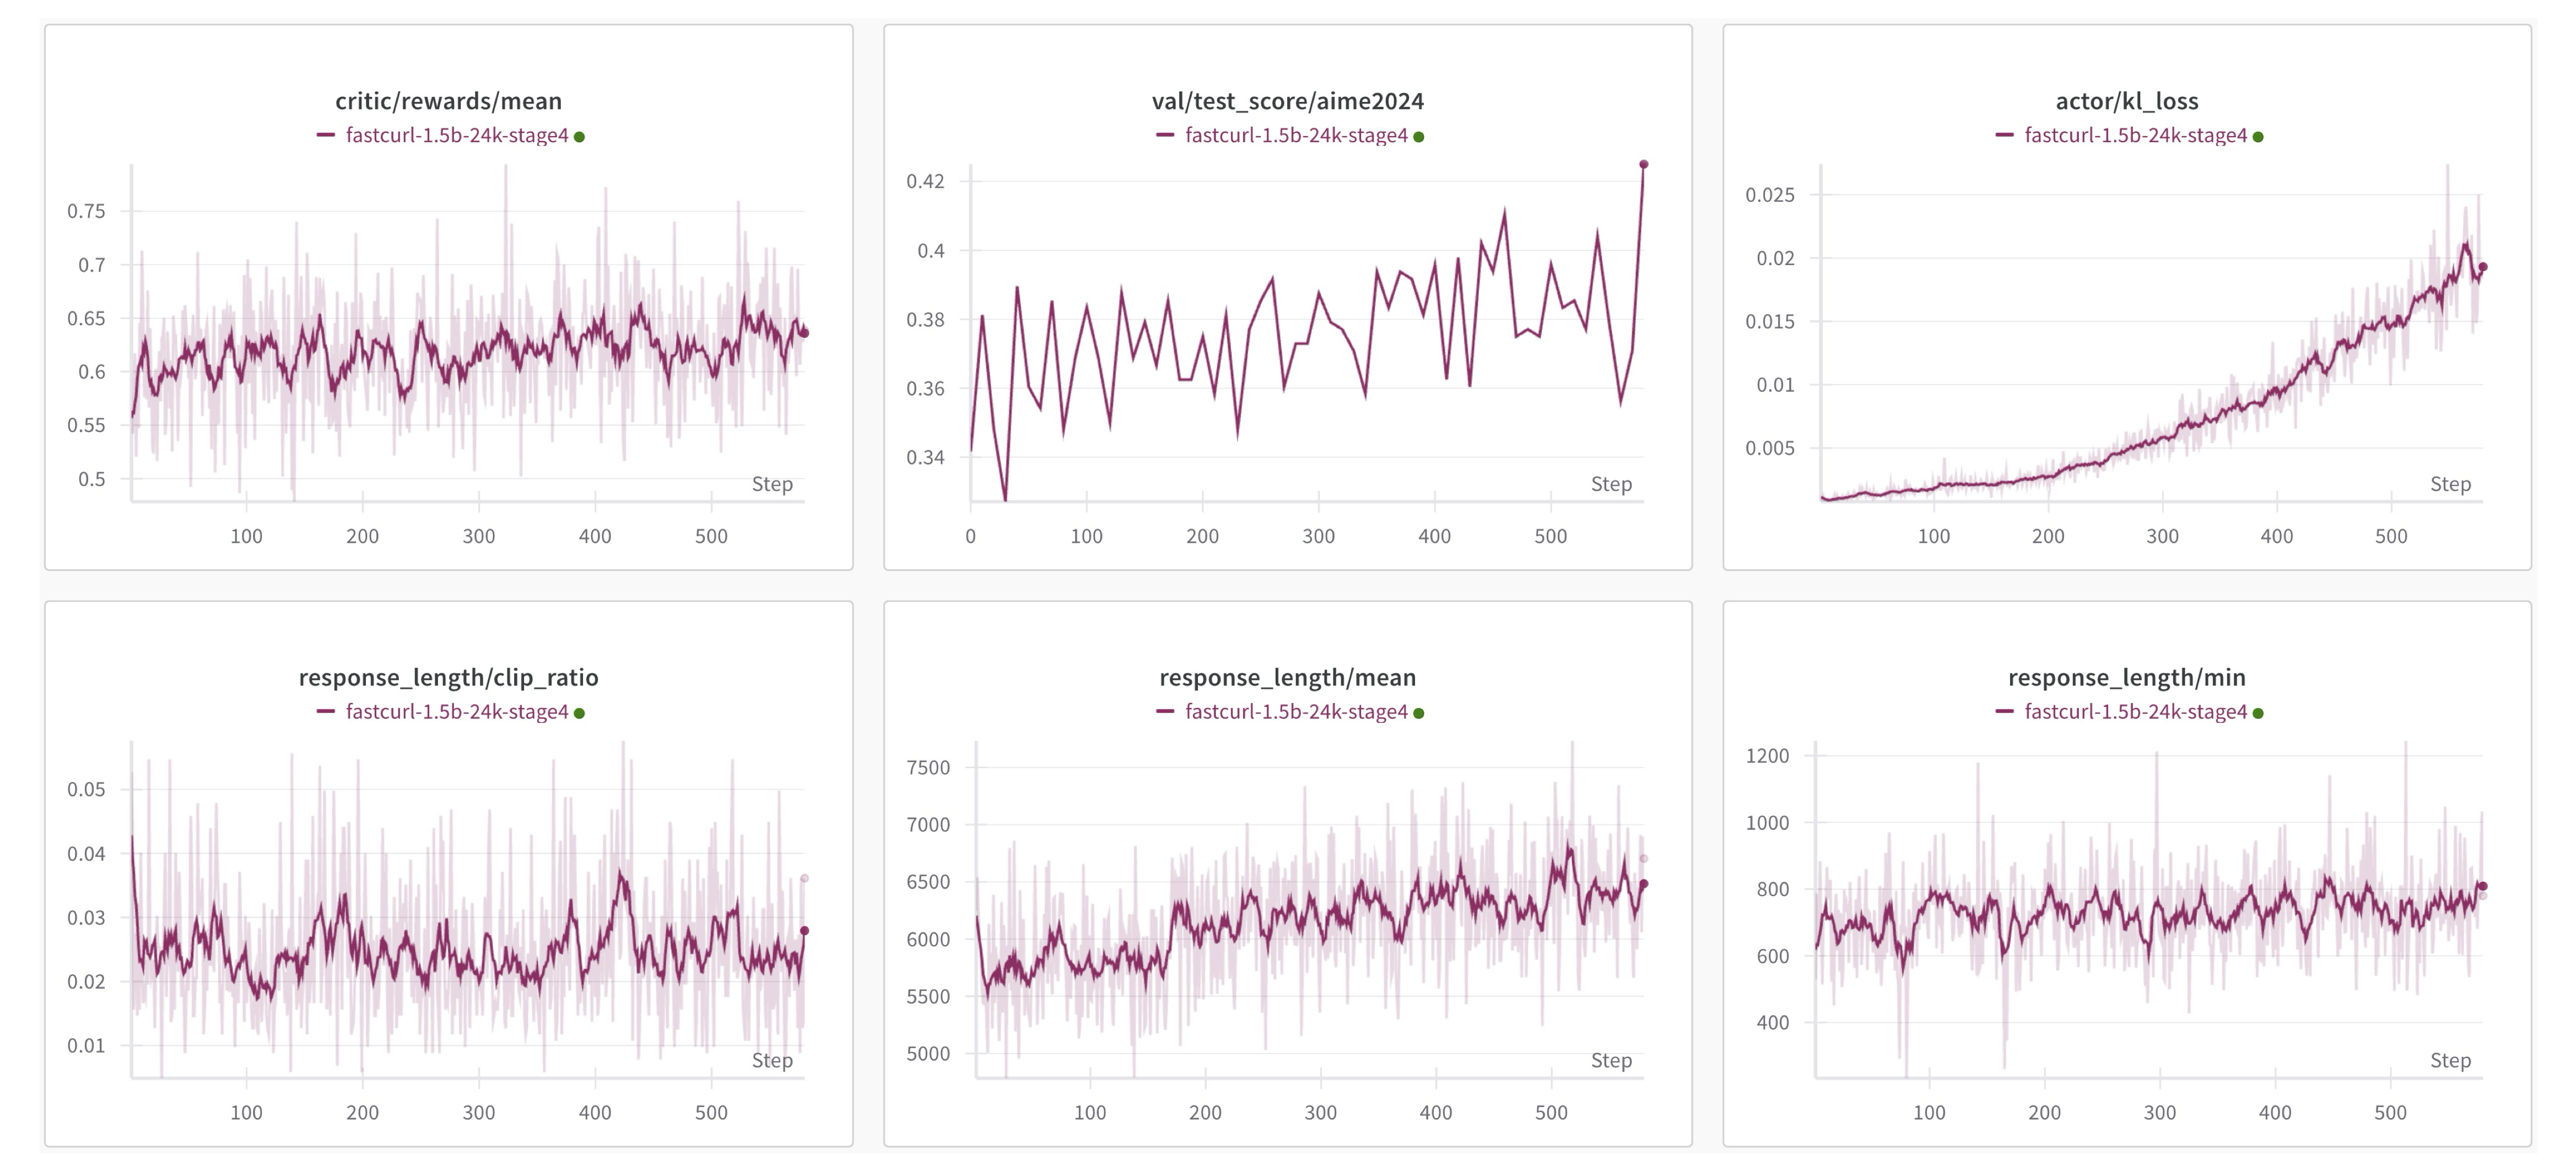 critic/rewards/mean
fastcurl-1.5b-24k-stage4
0.75
0.7
0.65
0.6
0.55
0.5
Step
100 200 300 400 500
val/test_score/aime2024
fastcurl-1.5b-24k-stage4
0.42
0.4
0.38
0.36
0.34
Step
0 100 200 300 400 500
actor/kl_loss
fastcurl-1.5b-24k-stage4
0.025
0.02
0.015
0.01
0.005
Step
100 200 300 400 500
response_length/clip_ratio
fastcurl-1.5b-24k-stage4
0.05
0.04
0.03
0.02
0.01
Step
100 200 300 400 500
response_length/mean
fastcurl-1.5b-24k-stage4
7500
7000
6500
6000
5500
5000
Step
100 200 300 400 500
response_length/min
fastcurl-1.5b-24k-stage4
1200
1000
800
600
400
Step
100 200 300 400 500